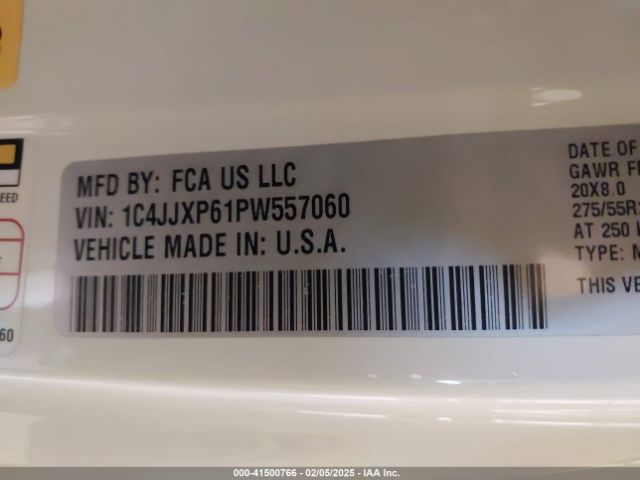 MFD BY: FCA US LLC
VIN: 1C4JJXP61PW557060
VEHICLE MADE IN: U.S.A.
DATE OF
GAWR F
20X8.0
275/55R
AT 250
TYPE: M
THIS VE
EED
60
000-41500766 - 02/05/2025 - IAA Inc.